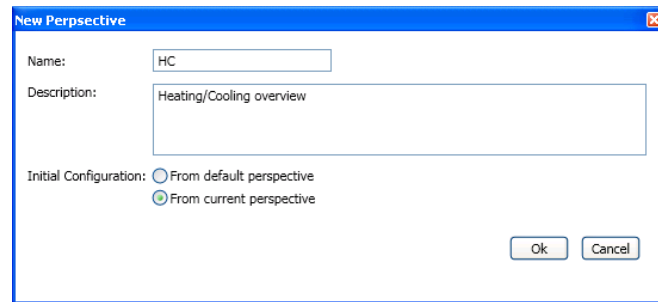 New Perpsective
Name: HC
Description: Heating/Cooling overview
Initial Configuration: From default perspective
From current perspective
Ok Cancel